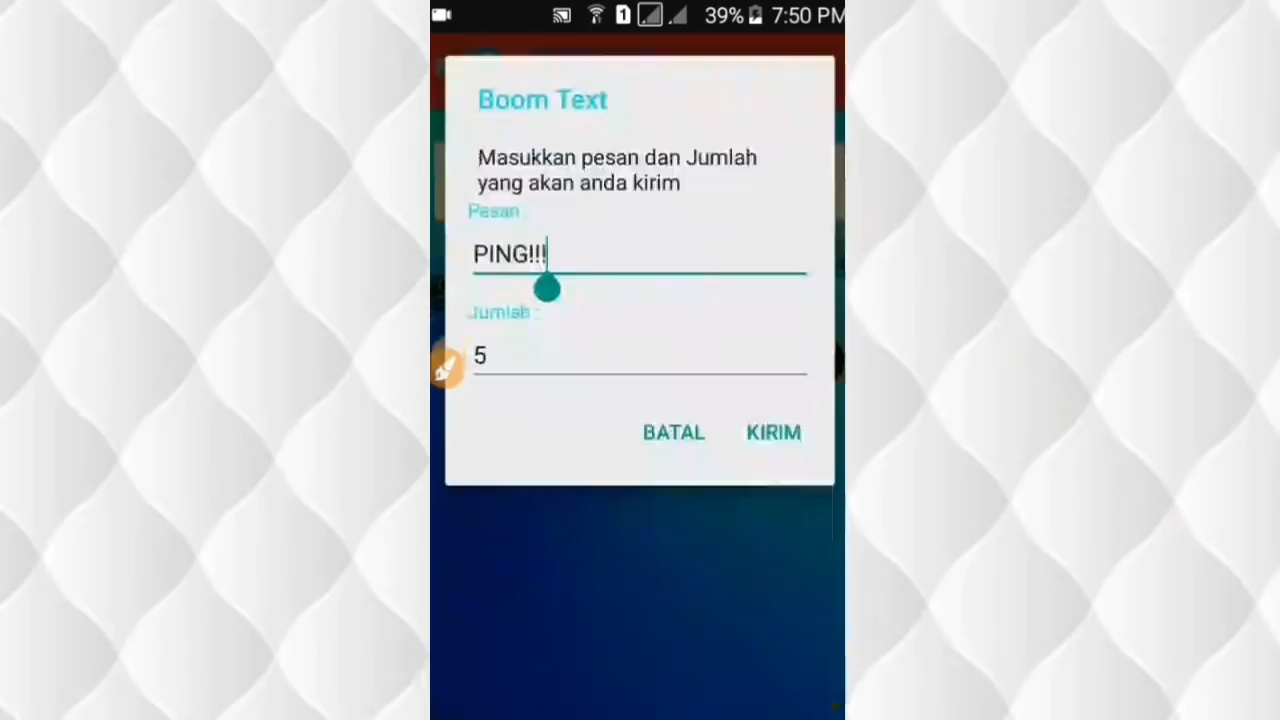 1 39% 7:50 PM
Boom Text
Masukkan pesan dan Jumlah
yang akan anda kirim
Pesan :
PING!!!
Jumlah :
5
BATAL KIRIM